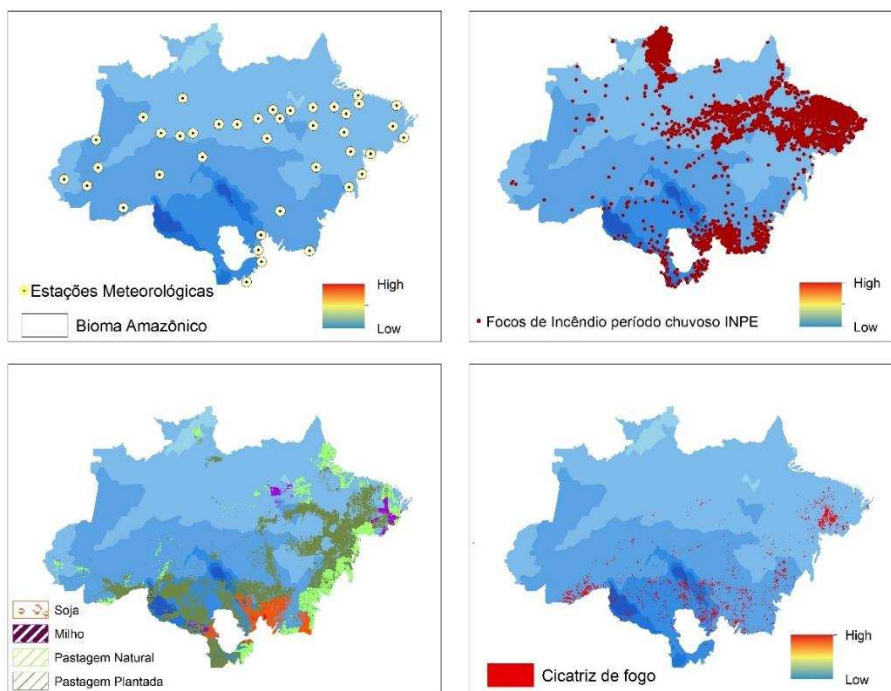 Estações Meteorológicas
Bioma Amazônico
High
Low
Focos de Incêndio período chuvoso INPE
High
Low
Soja
Milho
Pastagem Natural
Pastagem Plantada
Cicatriz de fogo
High
Low